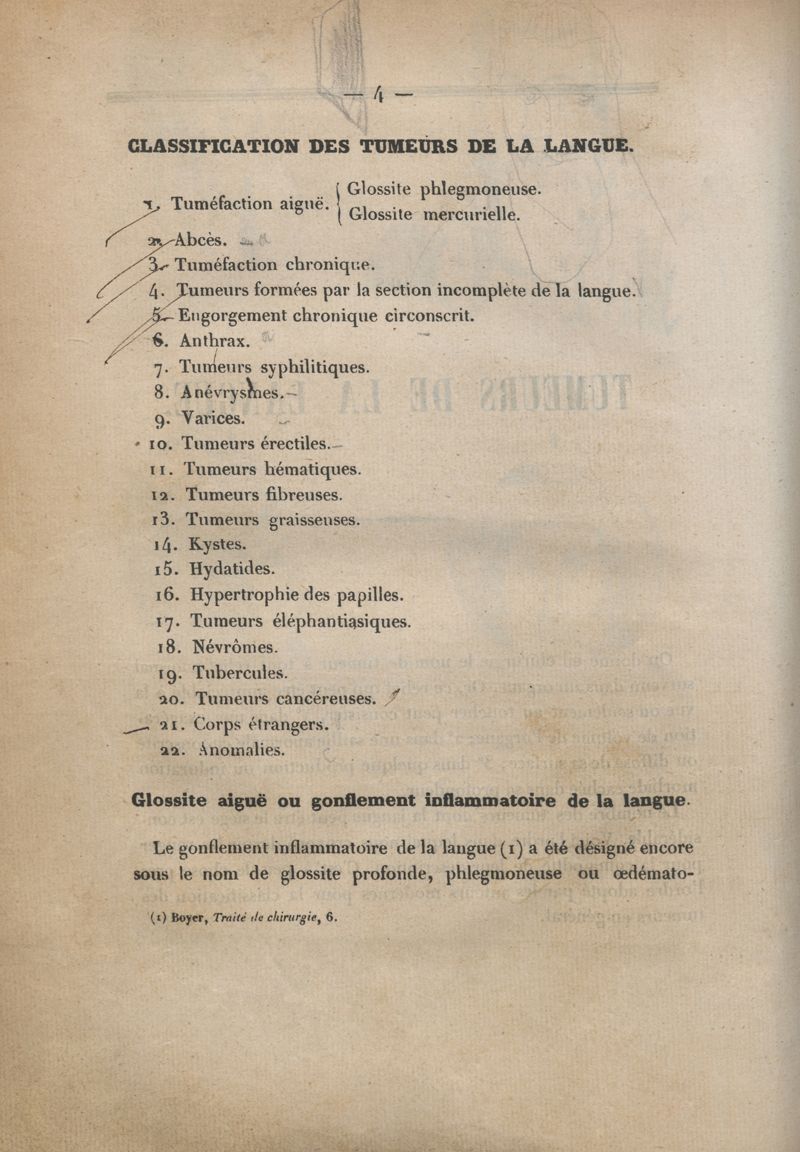 — 4 —
CLASSIFICATION DES TUMEURS DE LA LANGUE.
1. Tuméfaction aiguë. { Glossite phlegmoneuse.
Glossite mercurielle.
2. Abcès.
3. Tuméfaction chronique.
4. Tumeurs formées par la section incomplète de la langue.
5. Engorgement chronique circonscrit.
6. Anthrax.
7. Tumeurs syphilitiques.
8. Anévrysmes.
9. Varices.
10. Tumeurs érectiles.
11. Tumeurs hématiques.
12. Tumeurs fibreuses.
13. Tumeurs graisseuses.
14. Kystes.
15. Hydatides.
16. Hypertrophie des papilles.
17. Tumeurs éléphantiasiques.
18. Névrômes.
19. Tubercules.
20. Tumeurs cancéreuses.
21. Corps étrangers.
22. Anomalies.
Glossite aiguë ou gonflement inflammatoire de la langue.
Le gonflement inflammatoire de la langue (1) a été désigné encore
sous le nom de glossite profonde, phlegmoneuse ou œdémato-
(1) Boyer, Traité de chirurgie, 6.